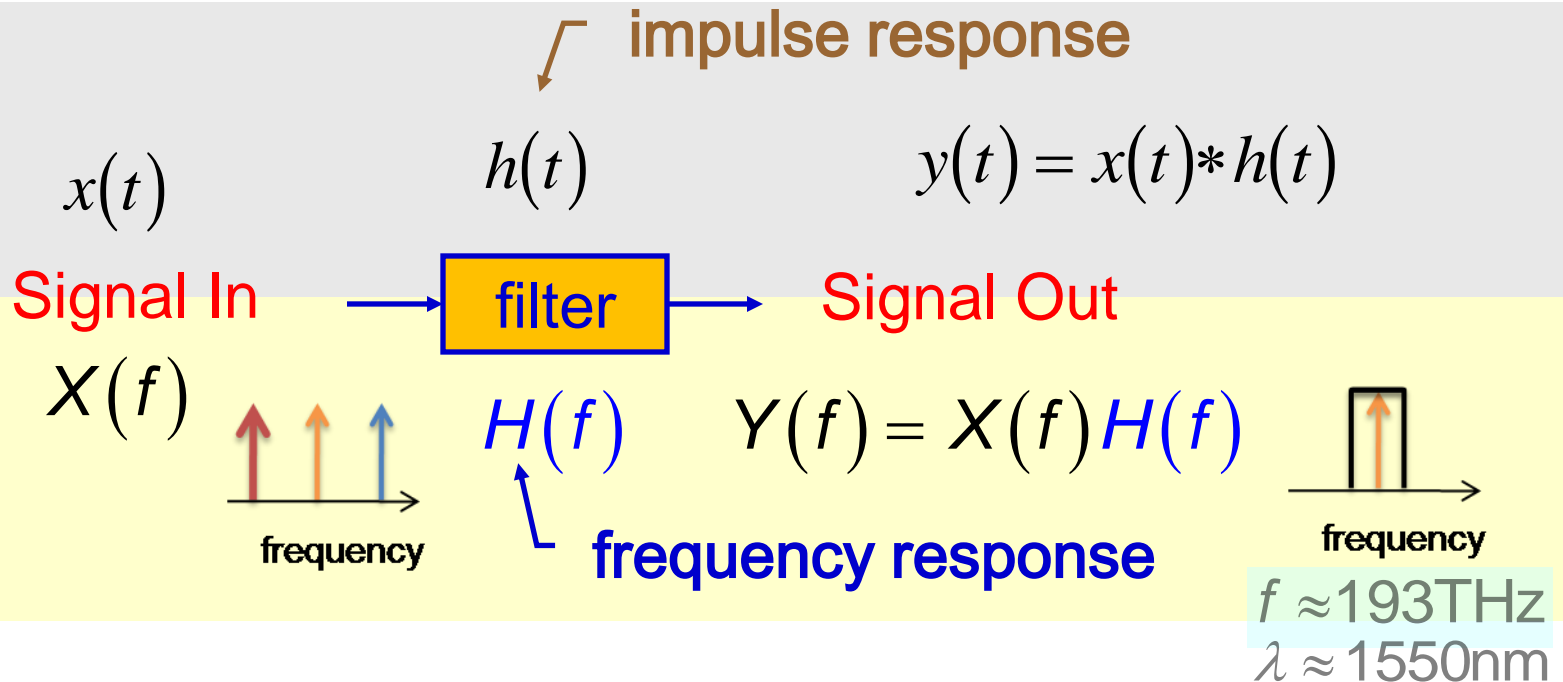 impulse response
x(t)
h(t)
y(t) = x(t)*h(t)
Signal In
filter
Signal Out
X(f)
H(f)
Y(f) = X(f)H(f)
frequency
frequency response
frequency
f ≈193THz
λ ≈ 1550nm